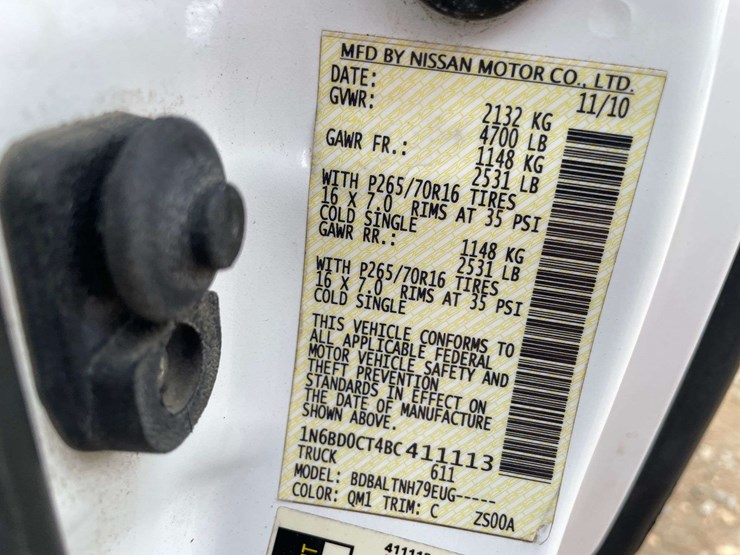 MFD BY NISSAN MOTOR CO., LTD.
DATE: 11/10
GVWR: 2132 KG
4700 LB
GAWR FR.: 1148 KG
2531 LB
WITH P265/70R16 TIRES
16 X 7.0 RIMS AT 35 PSI
COLD SINGLE
GAWR RR.: 1148 KG
2531 LB
WITH P265/70R16 TIRES
16 X 7.0 RIMS AT 35 PSI
COLD SINGLE
THIS VEHICLE CONFORMS TO
ALL APPLICABLE FEDERAL
MOTOR VEHICLE SAFETY AND
THEFT PREVENTION
STANDARDS IN EFFECT ON
THE DATE OF MANUFACTURE
SHOWN ABOVE.
1N6BD0CT4BC411113
TRUCK 611
MODEL: BDBALTNH79EUG-----
COLOR: QM1 TRIM: C ZS00A